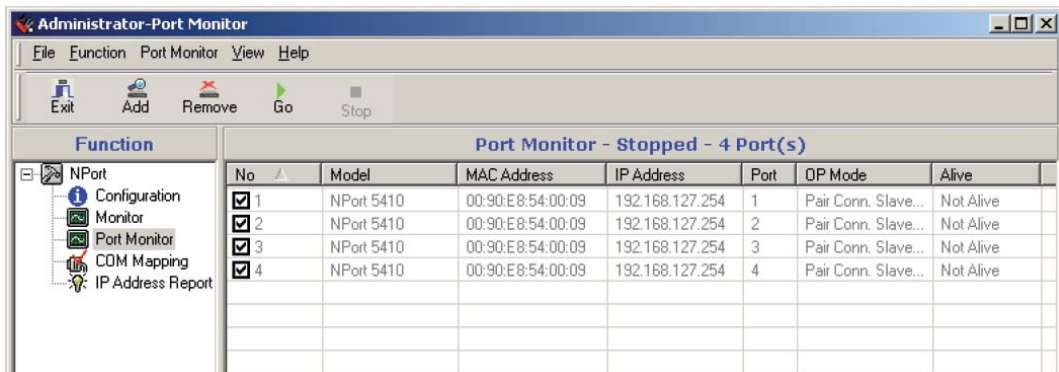 Administrator-Port Monitor
File Function Port Monitor View Help
Exit Add Remove Go Stop
Function
NPort
Configuration
Monitor
Port Monitor
COM Mapping
IP Address Report
Port Monitor - Stopped - 4 Port(s)
No Model MAC Address IP Address Port OP Mode Alive
1 NPort 5410 00:90:E8:54:00:09 192.168.127.254 1 Pair Conn. Slave... Not Alive
2 NPort 5410 00:90:E8:54:00:09 192.168.127.254 2 Pair Conn. Slave... Not Alive
3 NPort 5410 00:90:E8:54:00:09 192.168.127.254 3 Pair Conn. Slave... Not Alive
4 NPort 5410 00:90:E8:54:00:09 192.168.127.254 4 Pair Conn. Slave... Not Alive